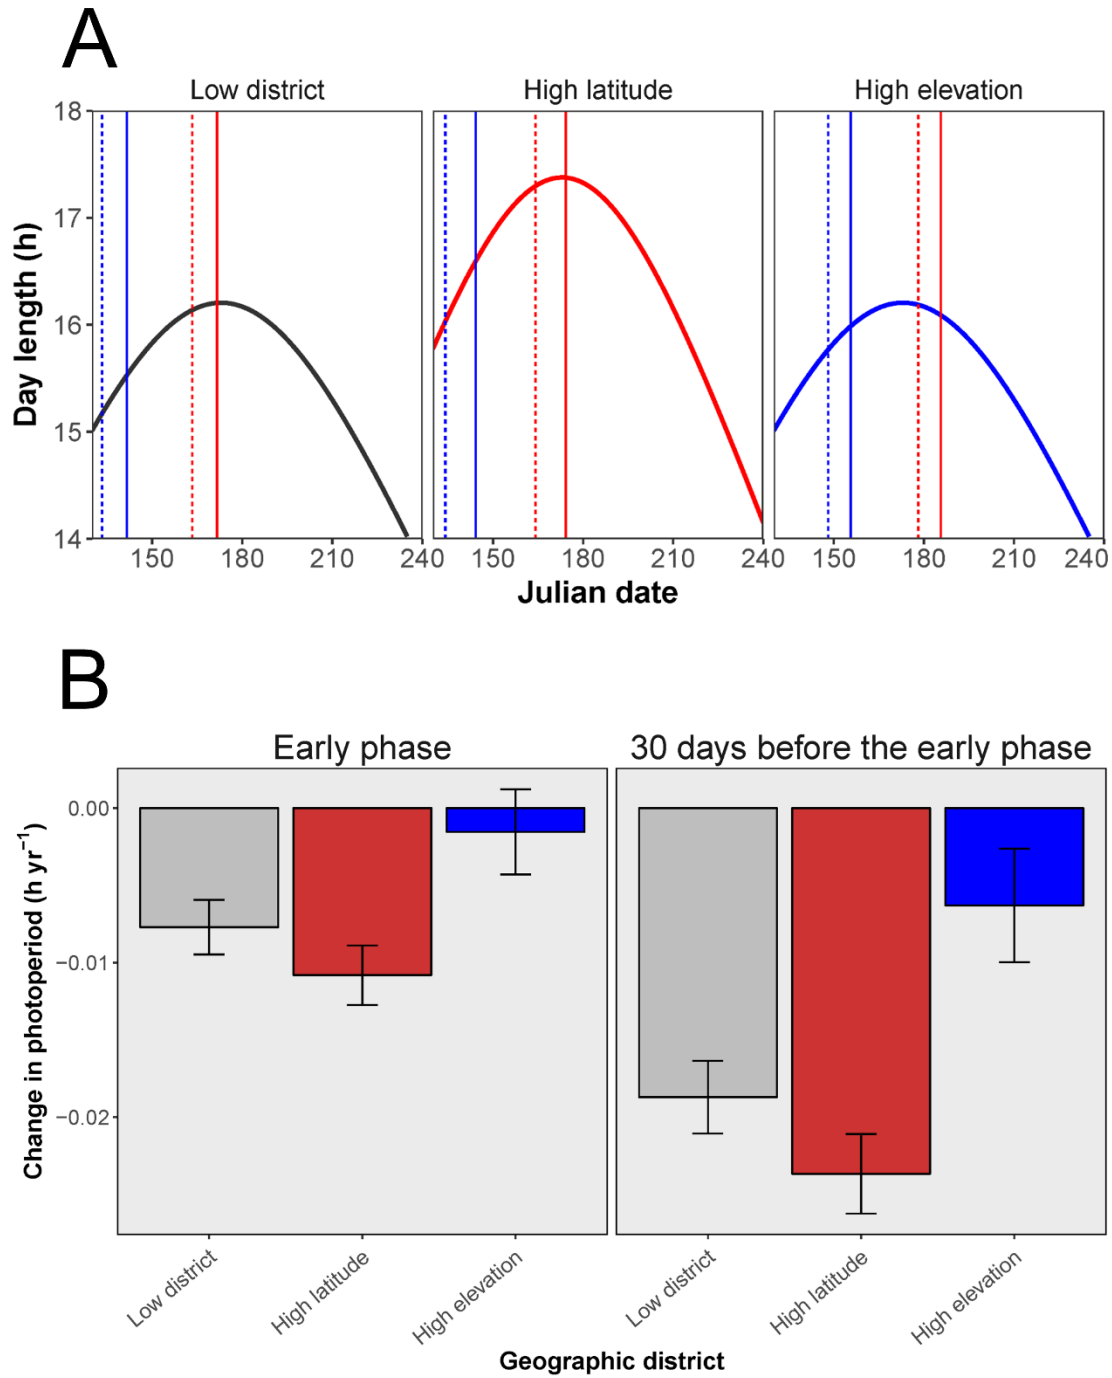 A
Low district High latitude High elevation
18
17
16
15
14
Day length (h)
150 180 210 240 150 180 210 240 150 180 210 240
Julian date
B
Early phase 30 days before the early phase
0.00
−0.01
−0.02
Change in photoperiod (h yr⁻¹)
Low district High latitude High elevation Low district High latitude High elevation
Geographic district